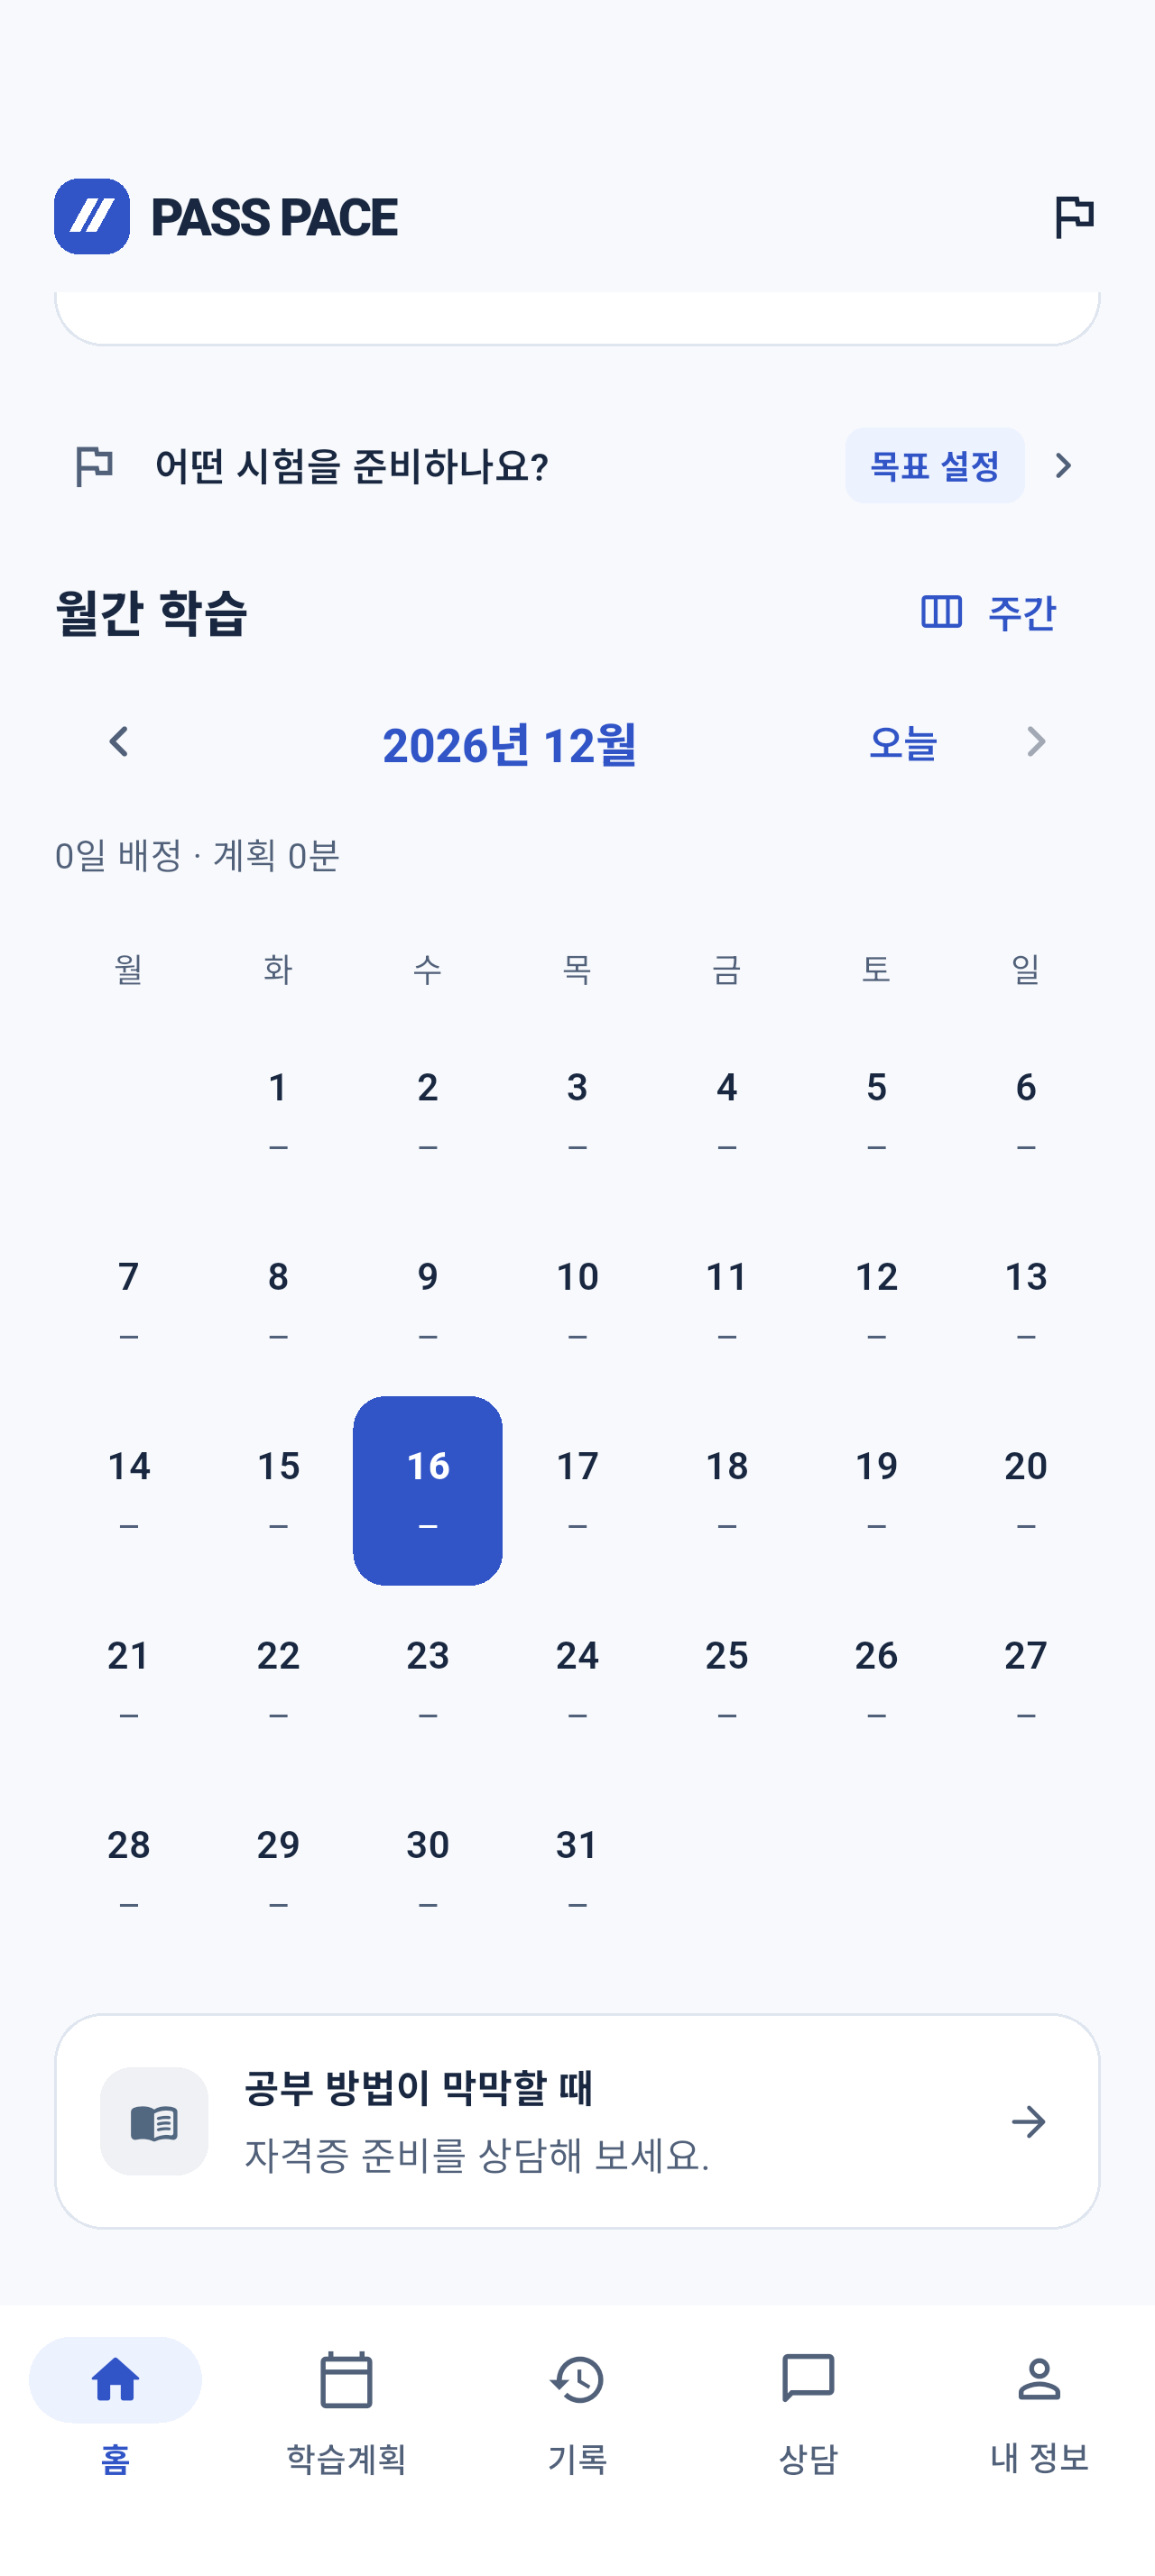 PASS PACE
어떤 시험을 준비하나요? 목표 설정
월간 학습 주간
2026년 12월 오늘
0일 배정 · 계획 0분
월 화 수 목 금 토 일
1 2 3 4 5 6
– – – – – –
7 8 9 10 11 12 13
– – – – – – –
14 15 16 17 18 19 20
– – – – – – –
21 22 23 24 25 26 27
– – – – – – –
28 29 30 31
– – – –
공부 방법이 막막할 때
자격증 준비를 상담해 보세요.
홈 학습계획 기록 상담 내 정보